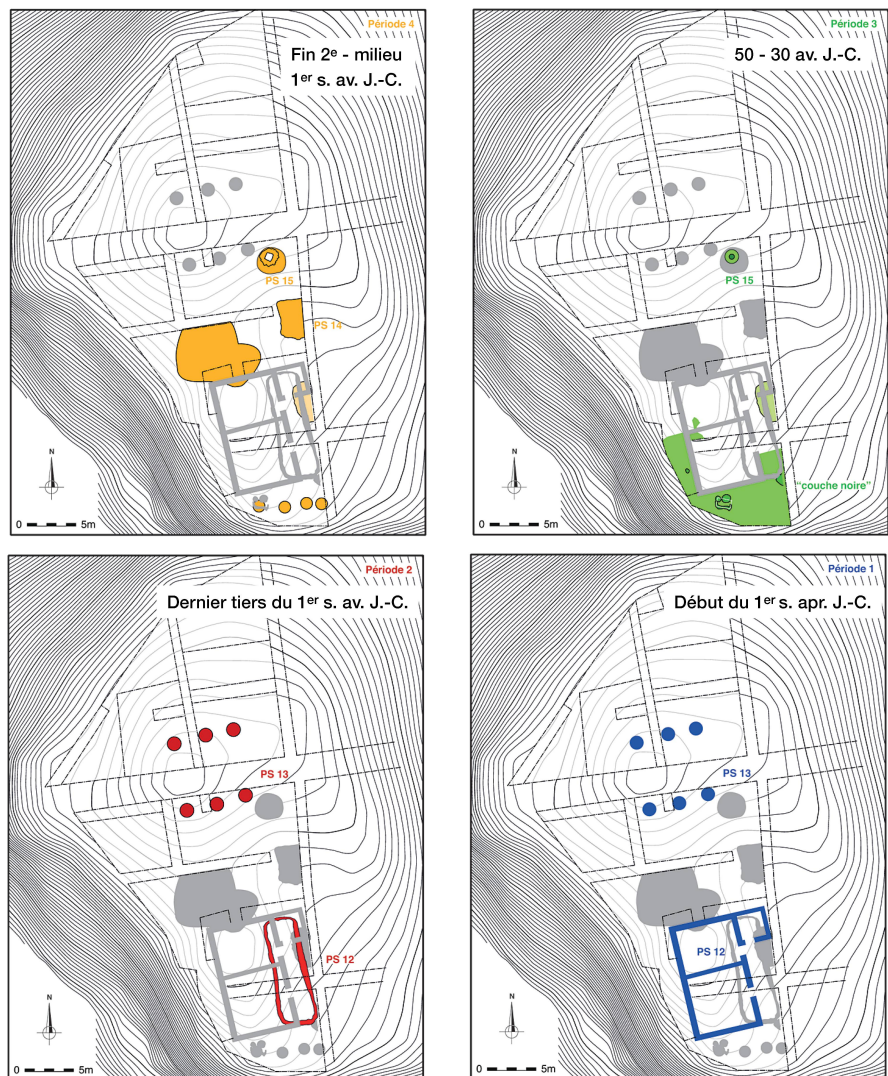 Période 4
Fin 2e - milieu
1er s. av. J.-C.
PS 15
PS 14
N
0 5m
Période 3
50 - 30 av. J.-C.
PS 15
"couche noire"
N
0 5m
Période 2
Dernier tiers du 1er s. av. J.-C.
PS 13
PS 12
N
0 5m
Période 1
Début du 1er s. apr. J.-C.
PS 13
PS 12
N
0 5m